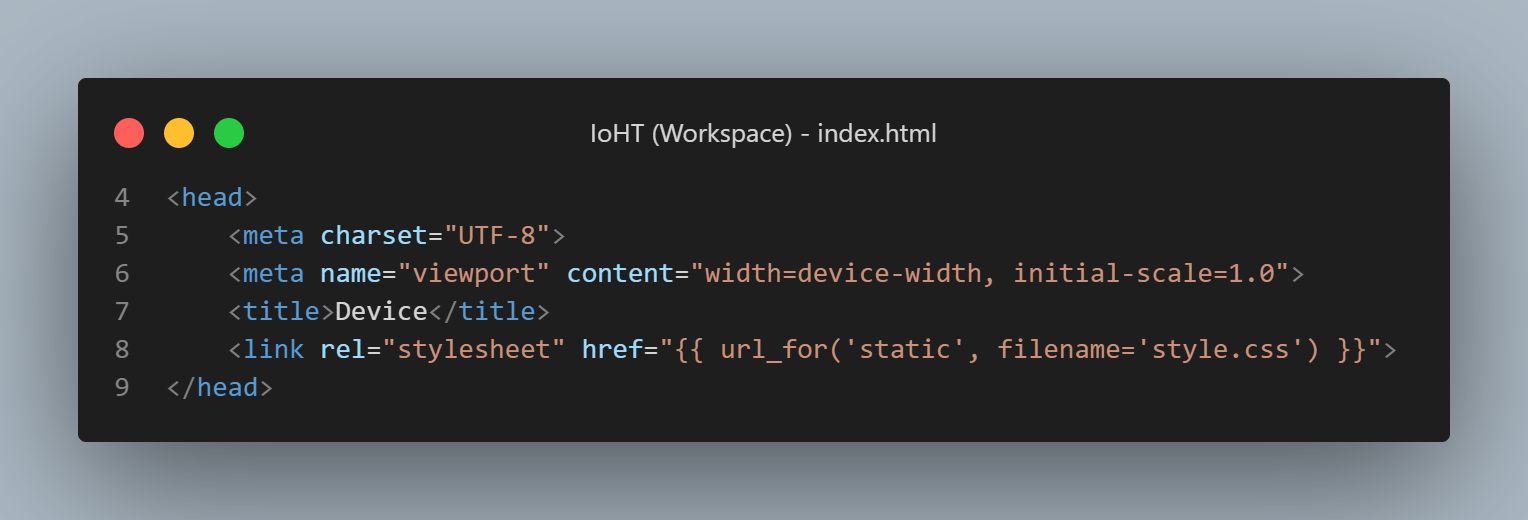 IoHT (Workspace) - index.html
4 <head>
5     <meta charset="UTF-8">
6     <meta name="viewport" content="width=device-width, initial-scale=1.0">
7     <title>Device</title>
8     <link rel="stylesheet" href="{{ url_for('static', filename='style.css') }}">
9 </head>